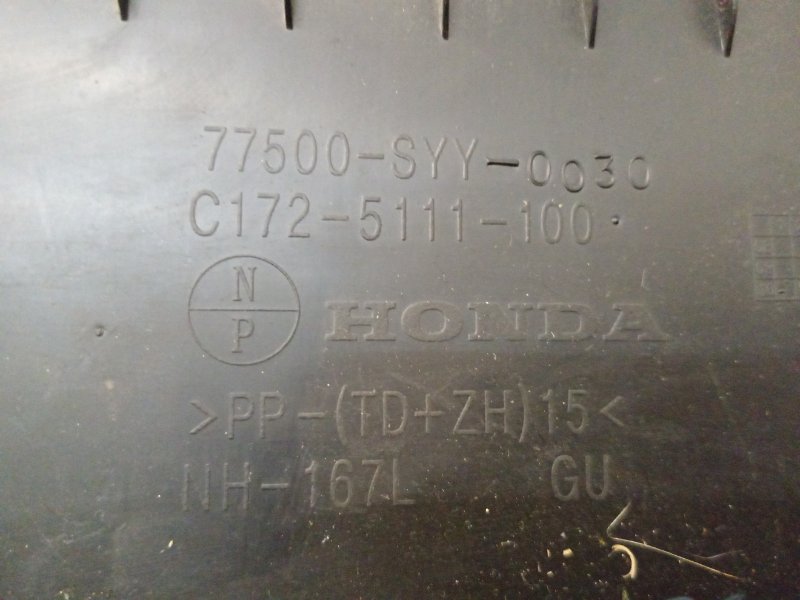 77500-SYY-0030
C172-5111-100
N
P
HONDA
>PP-(TD+ZH)15<
NH-167L GU